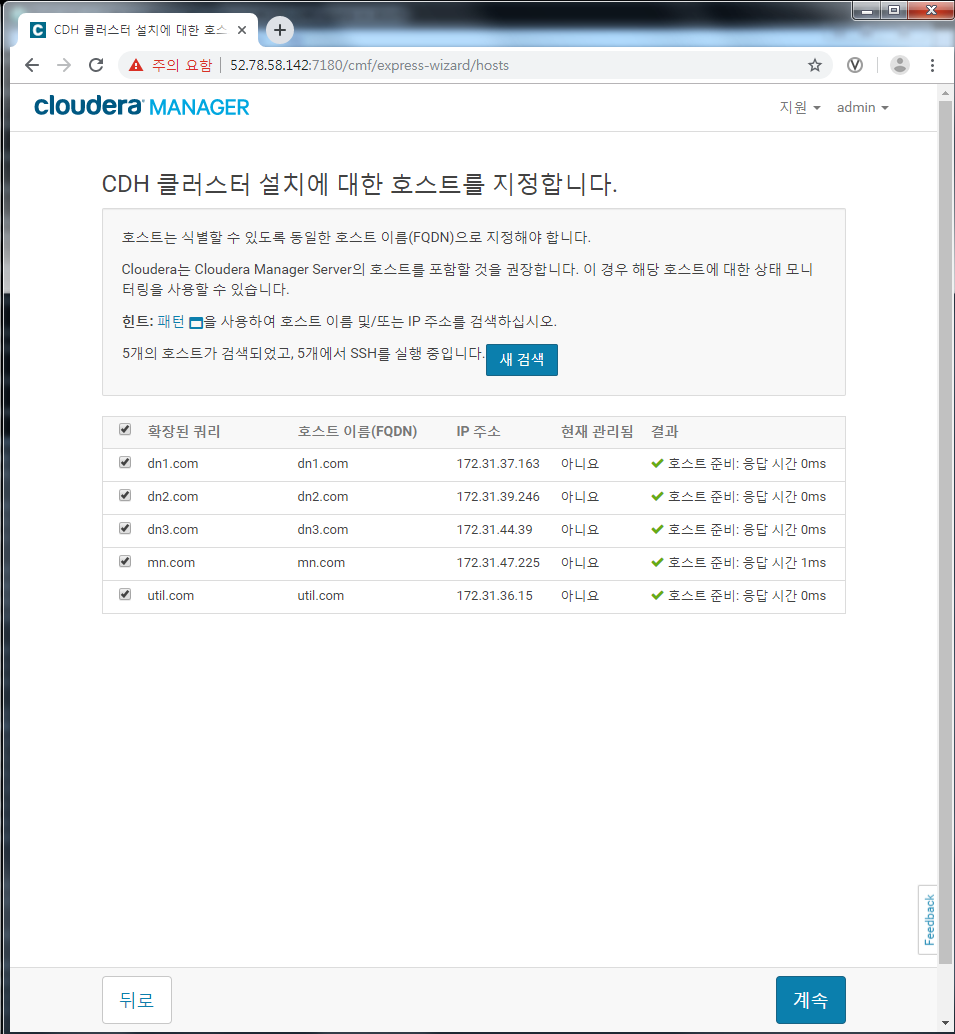 CDH 클러스터 설치에 대한 호스
주의 요함
52.78.58.142:7180/cmf/express-wizard/hosts
cloudera MANAGER
지원
admin
CDH 클러스터 설치에 대한 호스트를 지정합니다.
호스트는 식별할 수 있도록 동일한 호스트 이름(FQDN)으로 지정해야 합니다.
Cloudera는 Cloudera Manager Server의 호스트를 포함할 것을 권장합니다. 이 경우 해당 호스트에 대한 상태 모니
터링을 사용할 수 있습니다.
힌트: 패턴 을 사용하여 호스트 이름 및/또는 IP 주소를 검색하십시오.
5개의 호스트가 검색되었고, 5개에서 SSH를 실행 중입니다. 새 검색
확장된 쿼리 호스트 이름(FQDN) IP 주소 현재 관리됨 결과
dn1.com dn1.com 172.31.37.163 아니요 호스트 준비: 응답 시간 0ms
dn2.com dn2.com 172.31.39.246 아니요 호스트 준비: 응답 시간 0ms
dn3.com dn3.com 172.31.44.39 아니요 호스트 준비: 응답 시간 0ms
mn.com mn.com 172.31.47.225 아니요 호스트 준비: 응답 시간 1ms
util.com util.com 172.31.36.15 아니요 호스트 준비: 응답 시간 0ms
Feedback
뒤로
계속